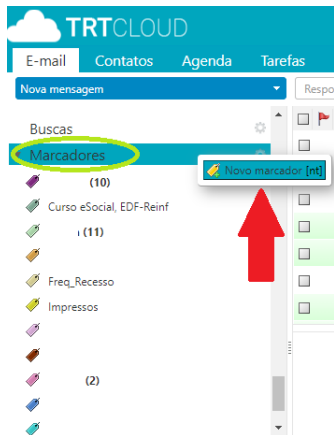 TRTCLOUD
E-mail Contatos Agenda Tarefas
Nova mensagem Respo
Buscas
Marcadores
Novo marcador [nt]
(10)
Curso eSocial, EDF-Reinf
(11)
Freq_Recesso
Impressos
(2)